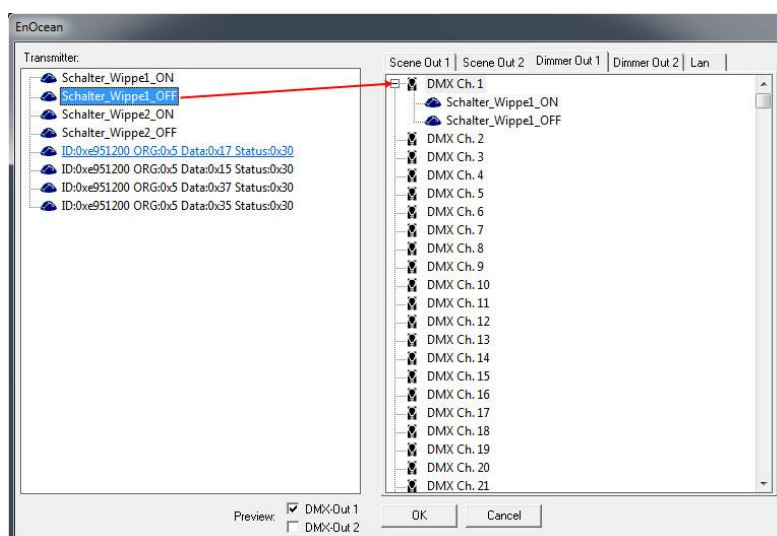 EnOcean
Transmitter:
Schalter_Wippe1_ON
Schalter_Wippe1_OFF
Schalter_Wippe2_ON
Schalter_Wippe2_OFF
ID:0xe951200 ORG:0x5 Data:0x17 Status:0x30
ID:0xe951200 ORG:0x5 Data:0x15 Status:0x30
ID:0xe951200 ORG:0x5 Data:0x37 Status:0x30
ID:0xe951200 ORG:0x5 Data:0x35 Status:0x30
Scene Out 1 Scene Out 2 Dimmer Out 1 Dimmer Out 2 Lan
DMX Ch. 1
Schalter_Wippe1_ON
Schalter_Wippe1_OFF
DMX Ch. 2
DMX Ch. 3
DMX Ch. 4
DMX Ch. 5
DMX Ch. 6
DMX Ch. 7
DMX Ch. 8
DMX Ch. 9
DMX Ch. 10
DMX Ch. 11
DMX Ch. 12
DMX Ch. 13
DMX Ch. 14
DMX Ch. 15
DMX Ch. 16
DMX Ch. 17
DMX Ch. 18
DMX Ch. 19
DMX Ch. 20
DMX Ch. 21
Preview: DMX-Out 1
DMX-Out 2
OK Cancel